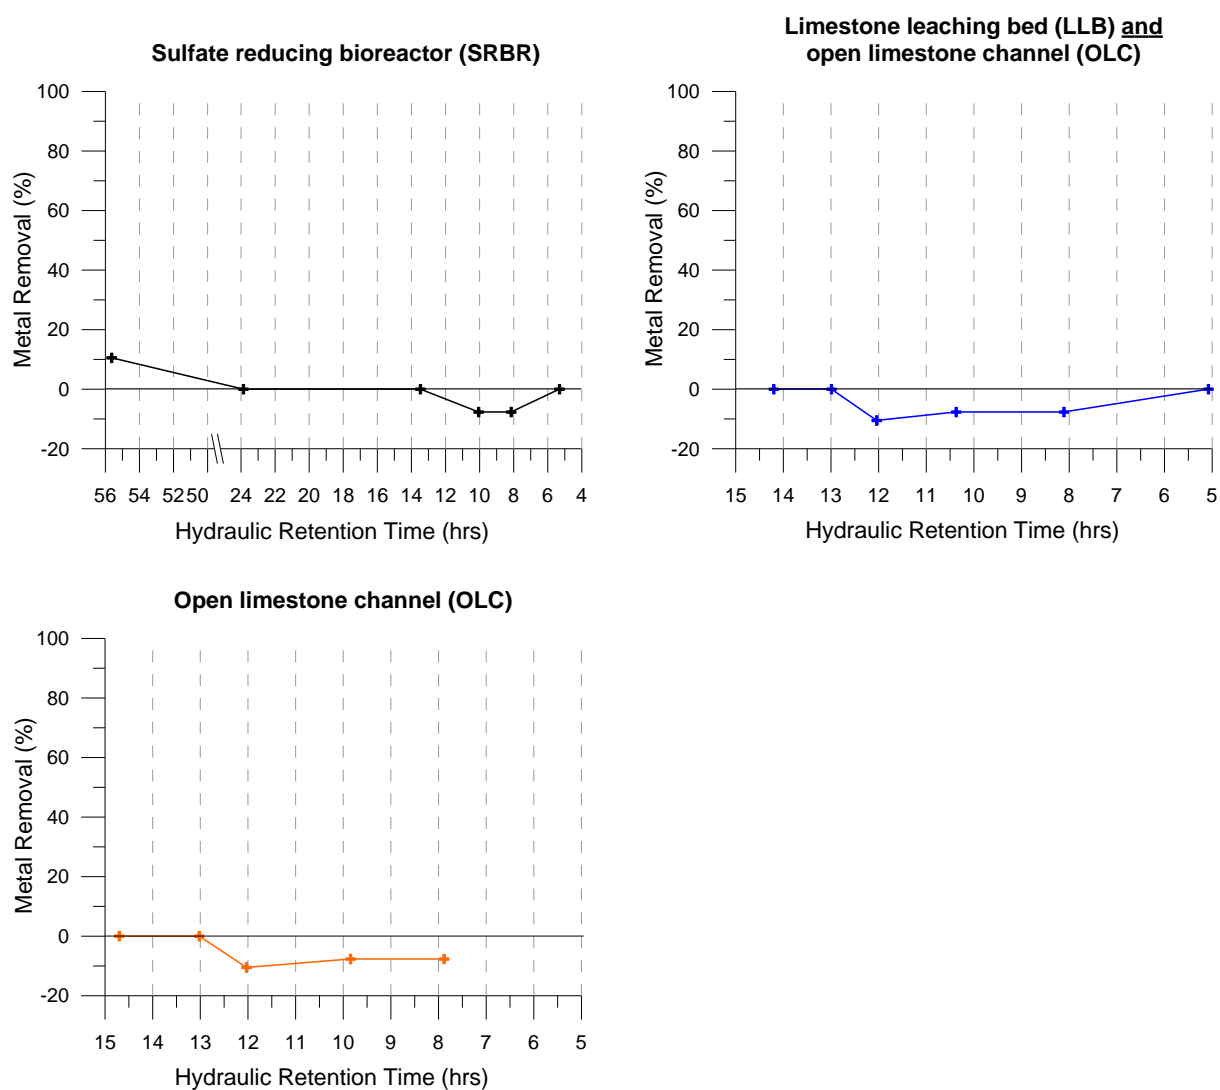 Sulfate reducing bioreactor (SRBR)
100
80
60
40
20
0
-20
Metal Removal (%)
56 54 52 50 24 22 20 18 16 14 12 10 8 6 4
Hydraulic Retention Time (hrs)
Limestone leaching bed (LLB) and
open limestone channel (OLC)
100
80
60
40
20
0
-20
Metal Removal (%)
15 14 13 12 11 10 9 8 7 6 5
Hydraulic Retention Time (hrs)
Open limestone channel (OLC)
100
80
60
40
20
0
-20
Metal Removal (%)
15 14 13 12 11 10 9 8 7 6 5
Hydraulic Retention Time (hrs)